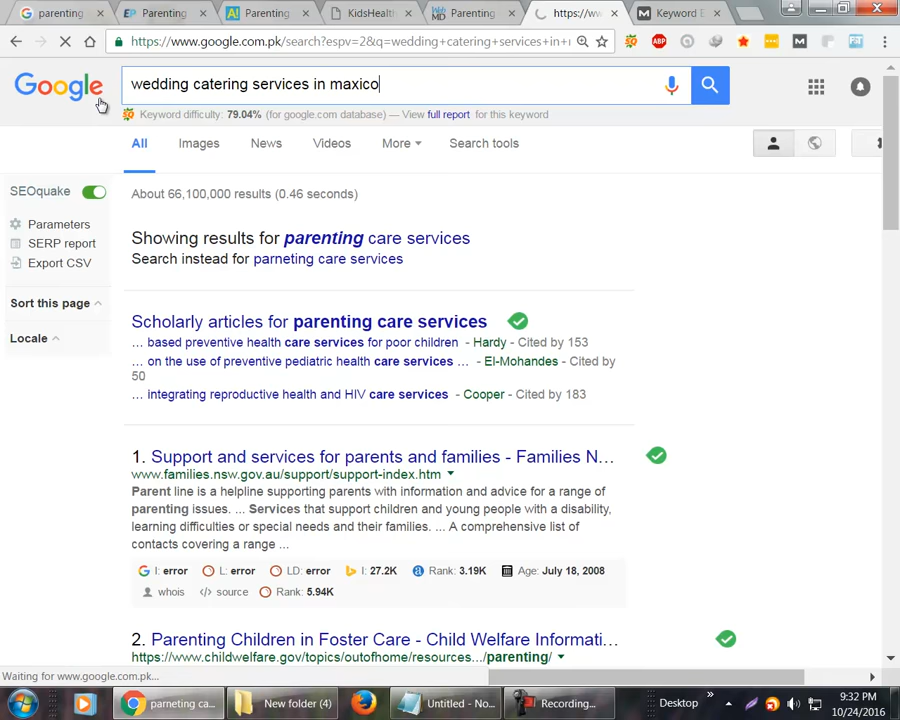 parenting
Parenting
Parenting
KidsHealth
Parenting
https://ww
Keyword E
https://www.google.com.pk/search?espv=2&q=wedding+catering+services+in+
Google
wedding catering services in maxico
Keyword difficulty: 79.04% (for google.com database) — View full report for this keyword
All Images News Videos More Search tools
SEOquake
About 66,100,000 results (0.46 seconds)
Parameters
SERP report
Export CSV
Sort this page
Locale
Showing results for parenting care services
Search instead for parneting care services
Scholarly articles for parenting care services
... based preventive health care services for poor children - Hardy - Cited by 153
... on the use of preventive pediatric health care services ... - El-Mohandes - Cited by
50
... integrating reproductive health and HIV care services - Cooper - Cited by 183
1. Support and services for parents and families - Families N...
www.families.nsw.gov.au/support/support-index.htm
Parent line is a helpline supporting parents with information and advice for a range of
parenting issues. ... Services that support children and young people with a disability,
learning difficulties or special needs and their families. ... A comprehensive list of
contacts covering a range ...
I: error L: error LD: error I: 27.2K Rank: 3.19K Age: July 18, 2008
whois source Rank: 5.94K
2. Parenting Children in Foster Care - Child Welfare Informati...
https://www.childwelfare.gov/topics/outofhome/resources.../parenting/
Waiting for www.google.com.pk...
parneting ca...
New folder (4)
Untitled - No...
Recording...
Desktop
9:32 PM
10/24/2016